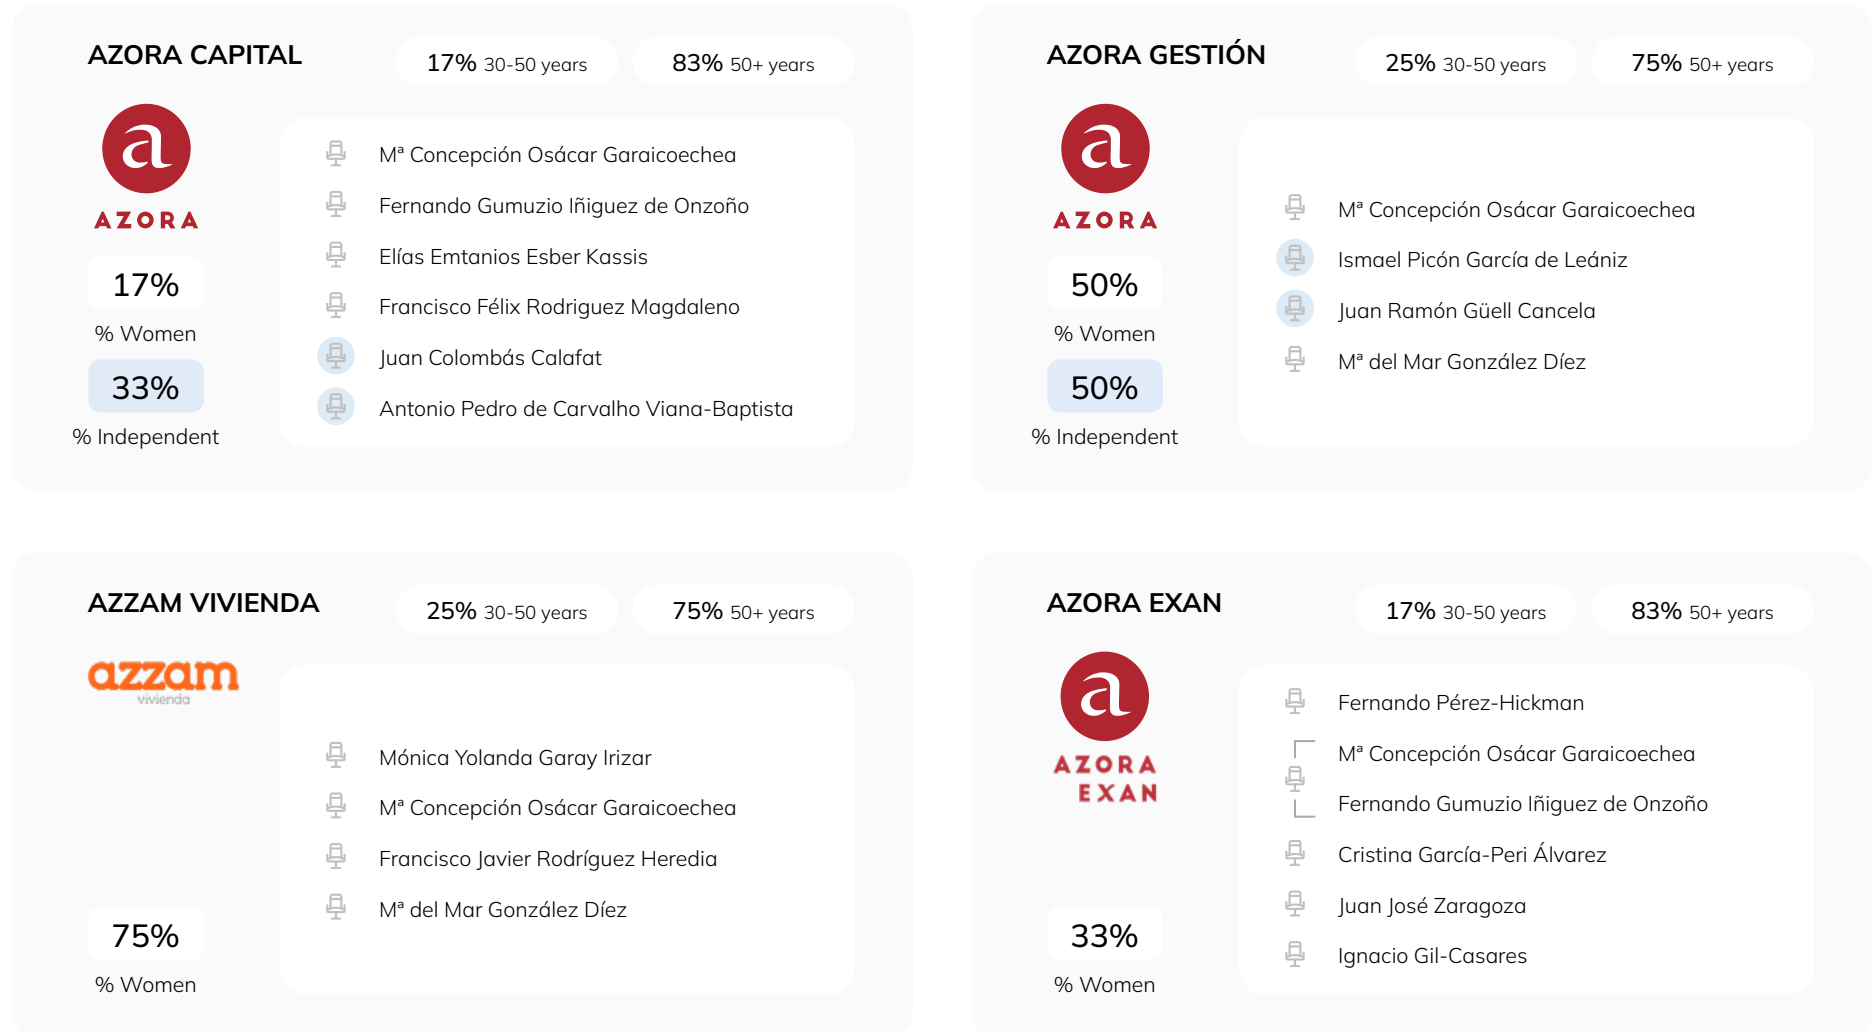 AZORA CAPITAL
17% 30-50 years
83% 50+ years
a
AZORA
17%
% Women
33%
% Independent
Mª Concepción Osácar Garaicoechea
Fernando Gumuzio Iñiguez de Onzoño
Elías Emtanios Esber Kassis
Francisco Félix Rodriguez Magdaleno
Juan Colombás Calafat
Antonio Pedro de Carvalho Viana-Baptista
AZORA GESTIÓN
25% 30-50 years
75% 50+ years
a
AZORA
50%
% Women
50%
% Independent
Mª Concepción Osácar Garaicoechea
Ismael Picón García de Leániz
Juan Ramón Güell Cancela
Mª del Mar González Díez
AZZAM VIVIENDA
25% 30-50 years
75% 50+ years
azzam
vivienda
75%
% Women
Mónica Yolanda Garay Irizar
Mª Concepción Osácar Garaicoechea
Francisco Javier Rodríguez Heredia
Mª del Mar González Díez
AZORA EXAN
17% 30-50 years
83% 50+ years
a
AZORA
EXAN
33%
% Women
Fernando Pérez-Hickman
Mª Concepción Osácar Garaicoechea
Fernando Gumuzio Iñiguez de Onzoño
Cristina García-Peri Álvarez
Juan José Zaragoza
Ignacio Gil-Casares